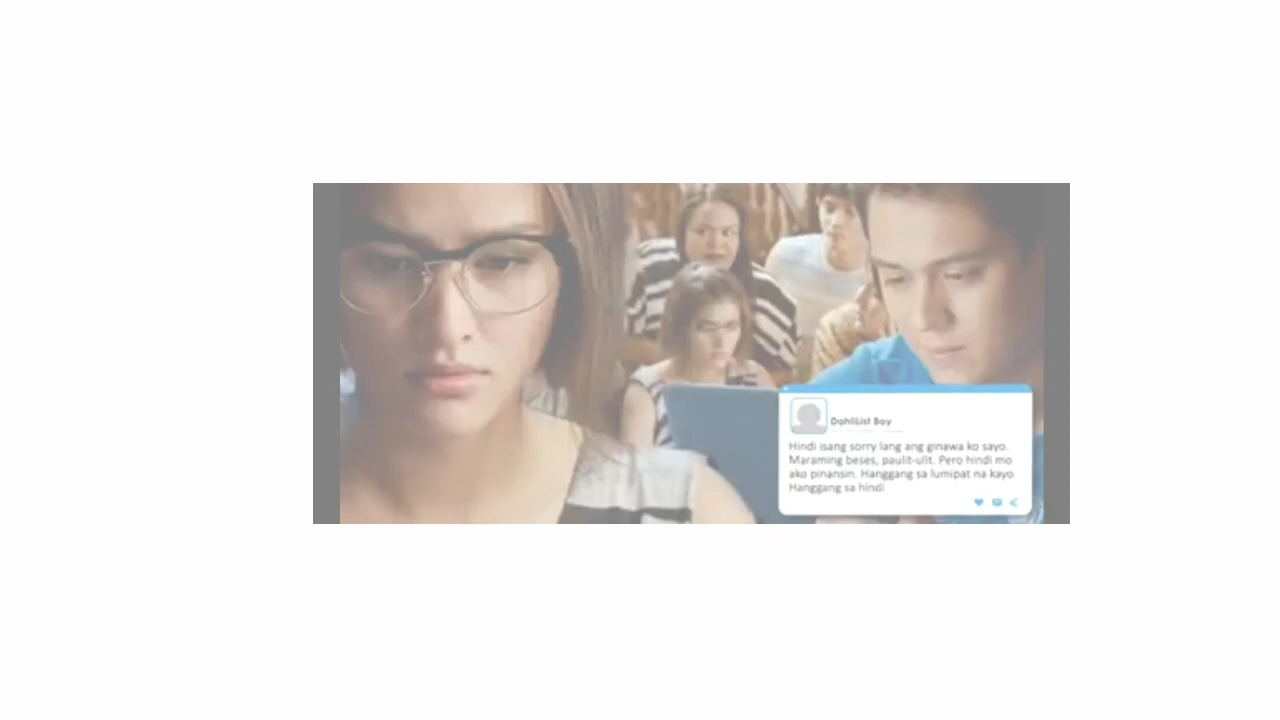 DahliList Boy
Hindi isang sorry lang ang ginawa ko sayo.
Maraming beses, paulit-ulit. Pero hindi mo
ako pinansin. Hanggang sa lumipat na kayo.
Hanggang sa hindi